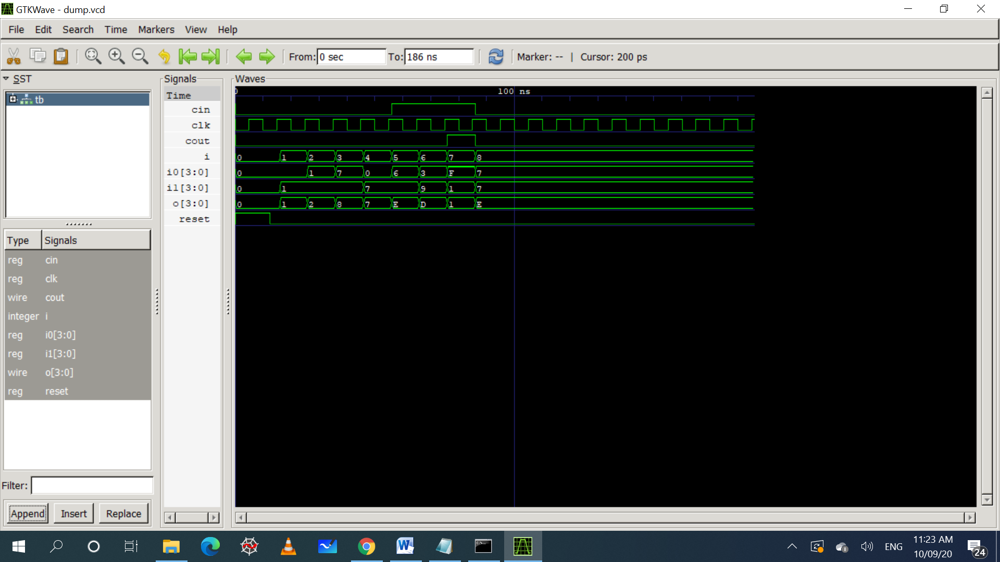 GTKWave - dump.vcd
File Edit Search Time Markers View Help
From: 0 sec To: 186 ns Marker: -- | Cursor: 200 ps
SST
tb
Type Signals
reg cin
reg clk
wire cout
integer i
reg i0[3:0]
reg i1[3:0]
wire o[3:0]
reg reset
Filter:
Append Insert Replace
Signals
Time
cin
clk
cout
i
i0[3:0]
i1[3:0]
o[3:0]
reset
Waves
0 100 ns
0 1 2 3 4 5 6 7 8
0 1 7 0 6 3 F 7
0 1 7 9 1 7
0 1 2 8 7 E D 1 E
ENG
11:23 AM
10/09/20
24